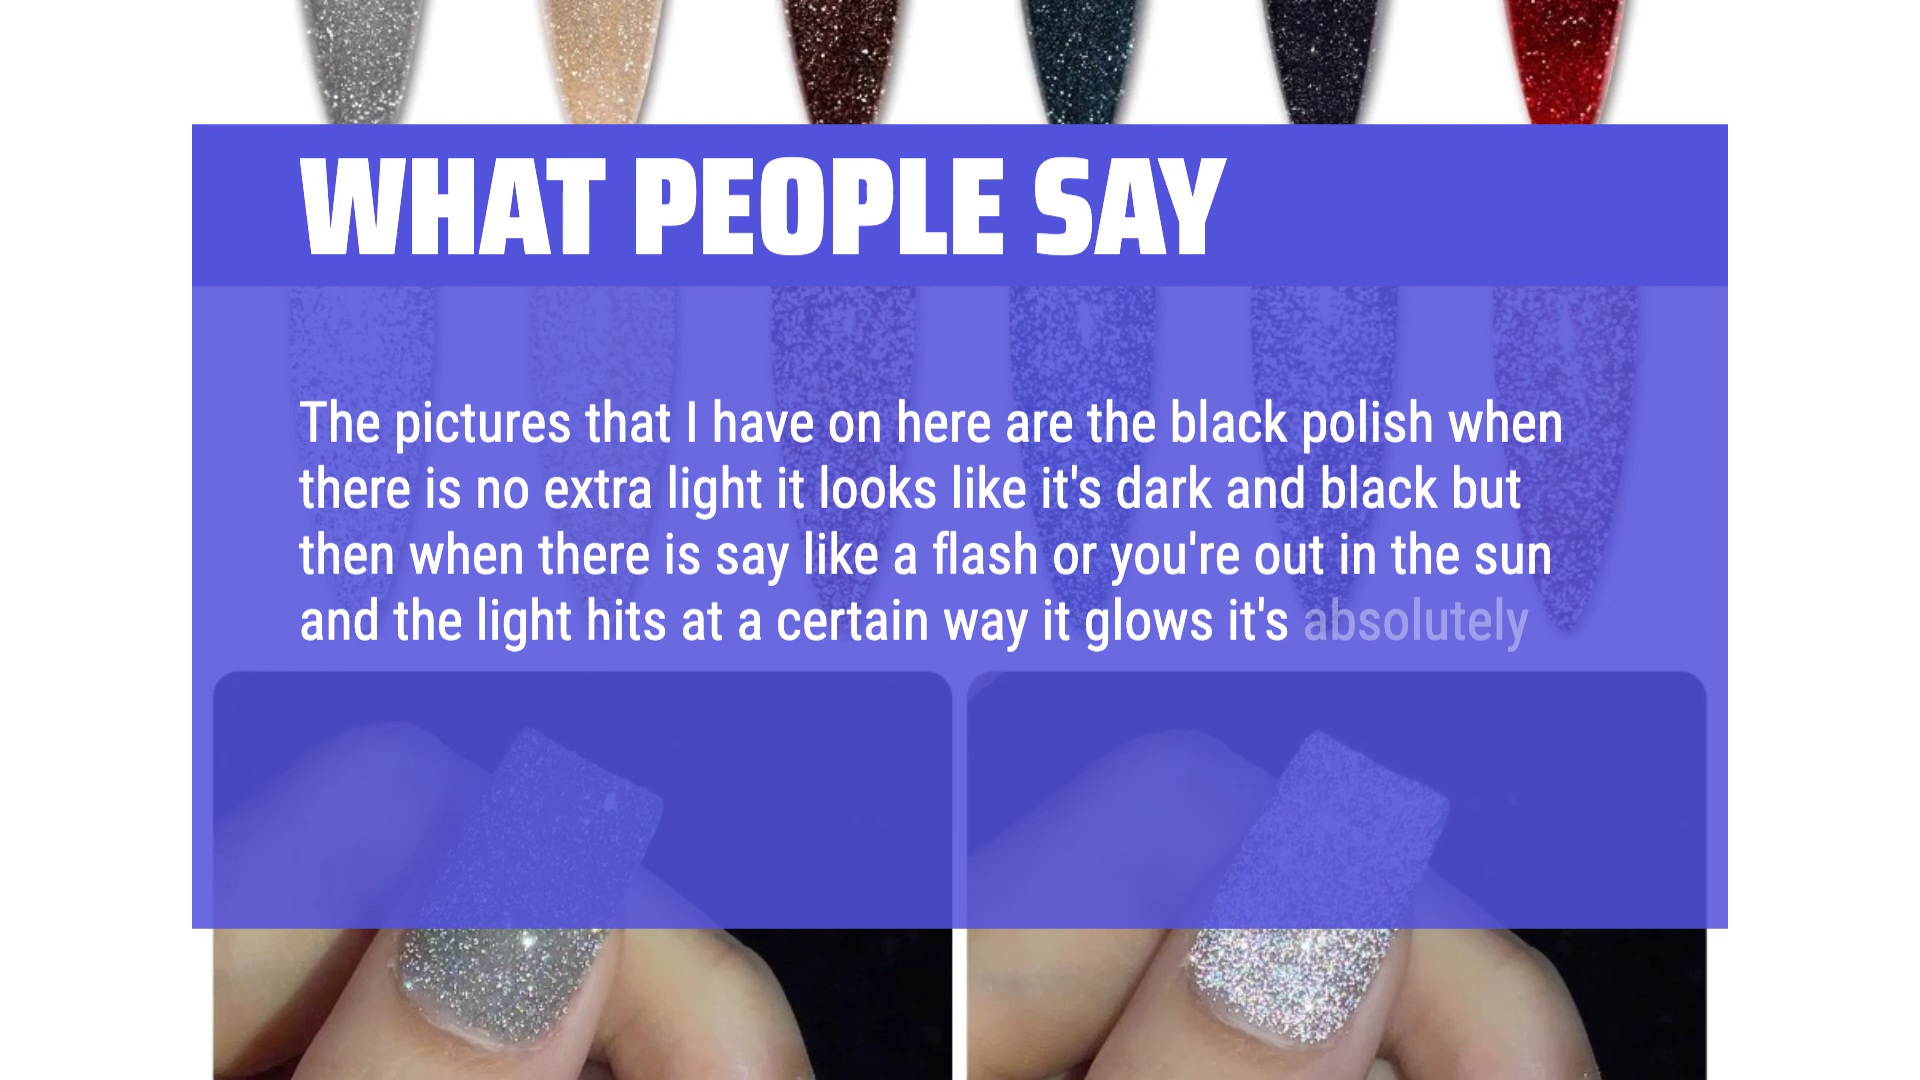 WHAT PEOPLE SAY
The pictures that I have on here are the black polish when
there is no extra light it looks like it's dark and black but
then when there is say like a flash or you're out in the sun
and the light hits at a certain way it glows it's absolutely